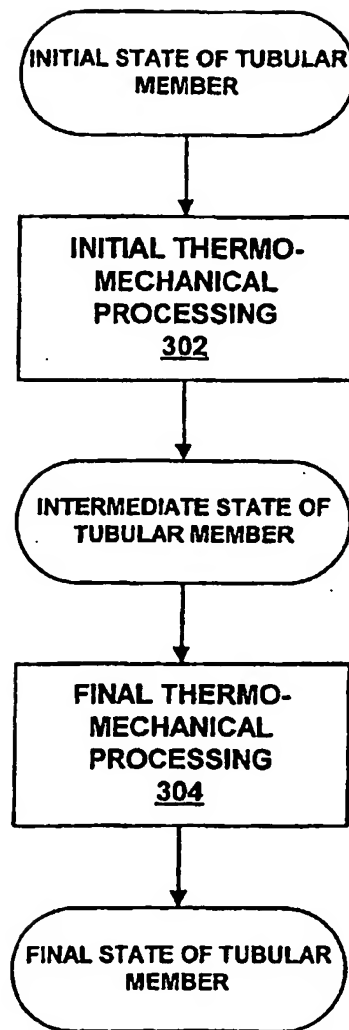 INITIAL STATE OF TUBULAR
MEMBER
INITIAL THERMO-
MECHANICAL
PROCESSING
302
INTERMEDIATE STATE OF
TUBULAR MEMBER
FINAL THERMO-
MECHANICAL
PROCESSING
304
FINAL STATE OF TUBULAR
MEMBER